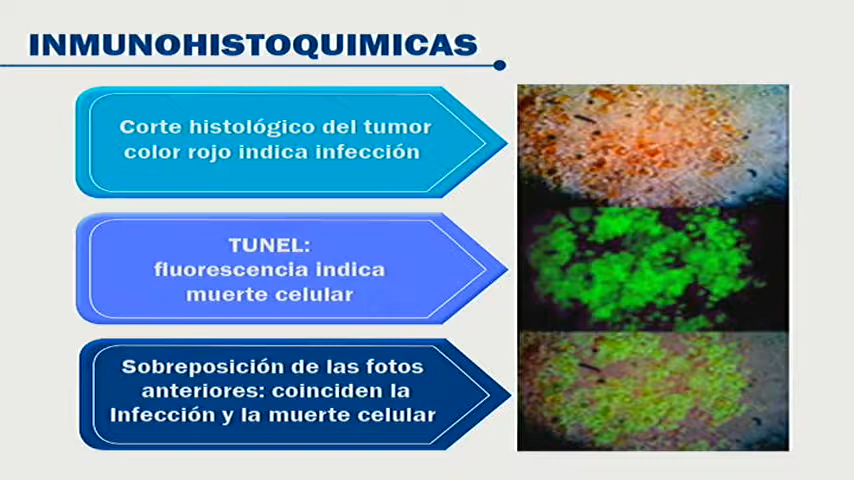 INMUNOHISTOQUIMICAS
Corte histológico del tumor
color rojo indica infección
TUNEL:
fluorescencia indica
muerte celular
Sobreposición de las fotos
anteriores: coinciden la
Infección y la muerte celular